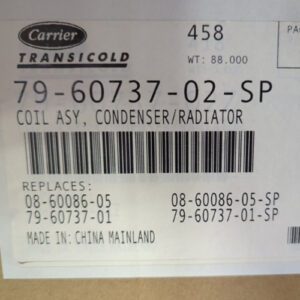 Carrier
TRANSICOLD
458
WT: 88.000
PA
79-60737-02-SP
COIL ASY, CONDENSER/RADIATOR
REPLACES:
08-60086-05 08-60086-05-SP
79-60737-01 79-60737-01-SP
MADE IN: CHINA MAINLAND